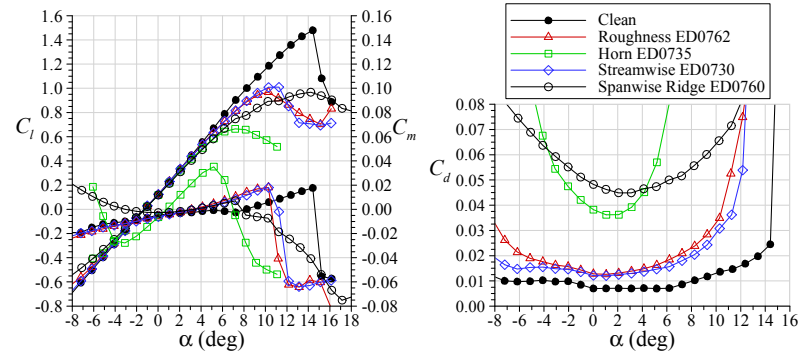 Clean
Roughness ED0762
Horn ED0735
Streamwise ED0730
Spanwise Ridge ED0760
1.6
1.4
1.2
1.0
0.8
0.6
0.4
0.2
0.0
-0.2
-0.4
-0.6
-0.8
C_l
0.16
0.14
0.12
0.10
0.08
0.06
0.04
0.02
0.00
-0.02
-0.04
-0.06
-0.08
C_m
-8 -6 -4 -2 0 2 4 6 8 10 12 14 16 18
α (deg)
0.08
0.07
0.06
0.05
0.04
0.03
0.02
0.01
0.00
C_d
-8 -6 -4 -2 0 2 4 6 8 10 12 14 16 18
α (deg)